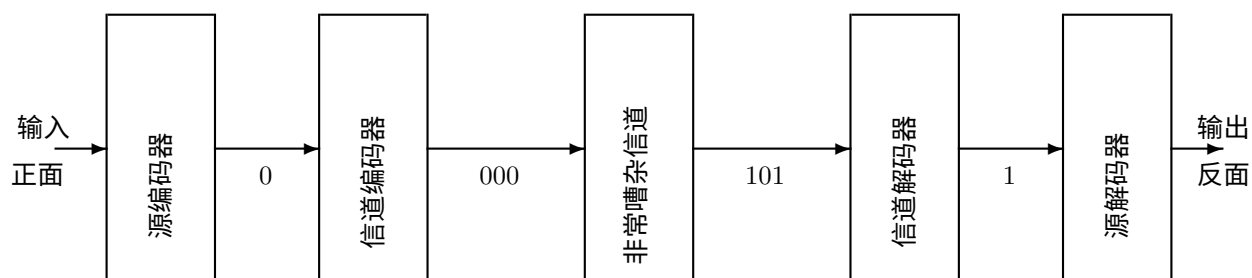 输入
正面
源编码器
0
信道编码器
000
非常嘈杂信道
101
信道解码器
1
源解码器
输出
反面